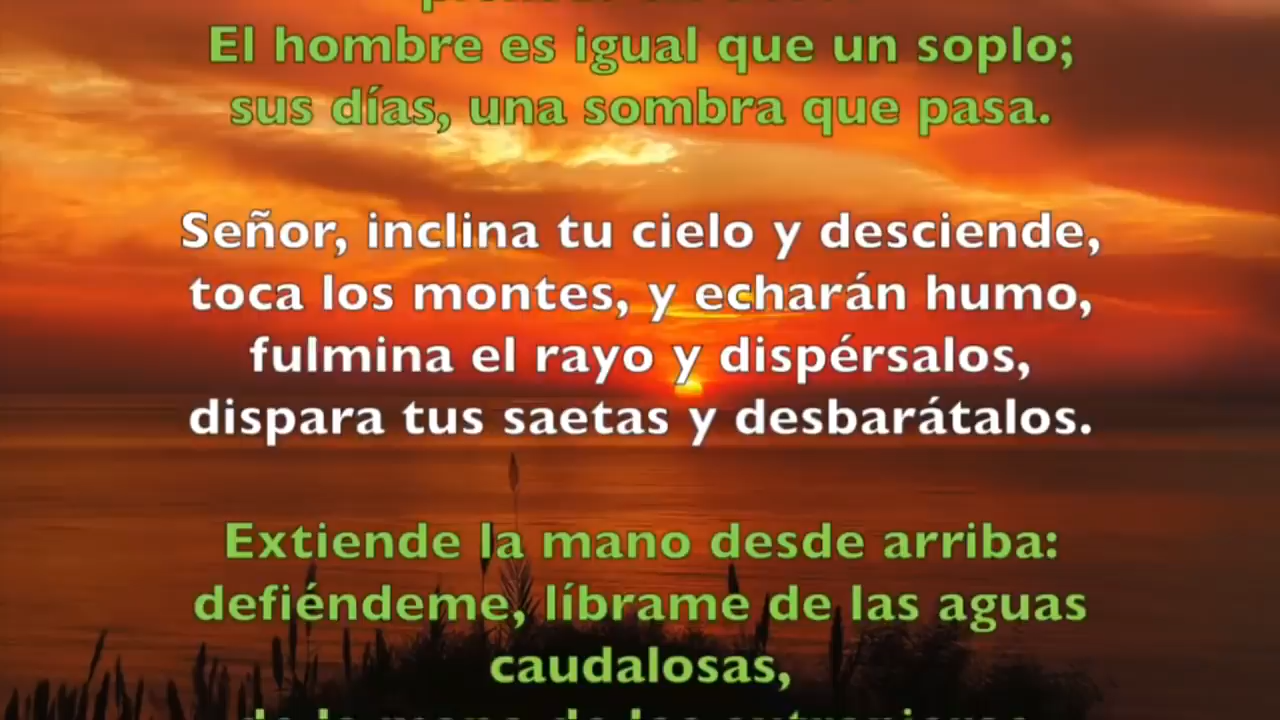 El hombre es igual que un soplo;
sus días, una sombra que pasa.
Señor, inclina tu cielo y desciende,
toca los montes, y echarán humo,
fulmina el rayo y dispérsalos,
dispara tus saetas y desbarátalos.
Extiende la mano desde arriba:
defiéndeme, líbrame de las aguas
caudalosas,